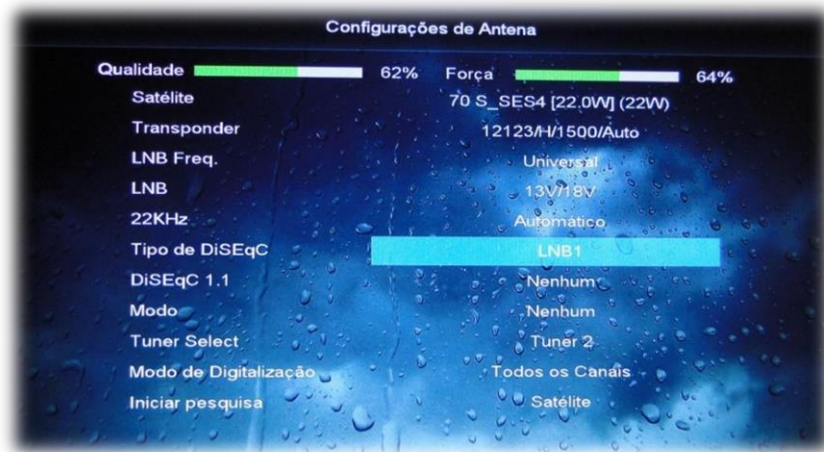 Configurações de Antena
Qualidade 62% Força 64%
Satélite 70 S_SES4 [22.0W] (22W)
Transponder 12123/H/1500/Auto
LNB Freq. Universal
LNB 13V/18V
22KHz Automático
Tipo de DiSEqC LNB1
DiSEqC 1.1 Nenhum
Modo Nenhum
Tuner Select Tuner 2
Modo de Digitalização Todos os Canais
Iniciar pesquisa Satélite